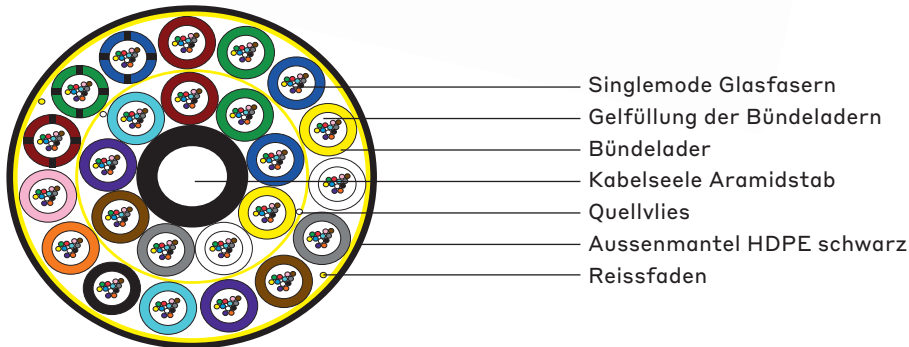 Singlemode Glasfasern
Gelfüllung der Bündeladern
Bündelader
Kabelseele Aramidstab
Quellvlies
Aussenmantel HDPE schwarz
Reissfaden